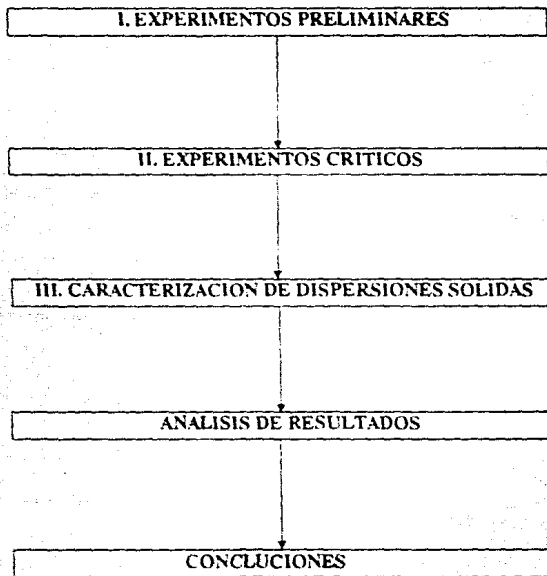 I. EXPERIMENTOS PRELIMINARES
II. EXPERIMENTOS CRITICOS
III. CARACTERIZACION DE DISPERSIONES SOLIDAS
ANALISIS DE RESULTADOS
CONCLUCIONES